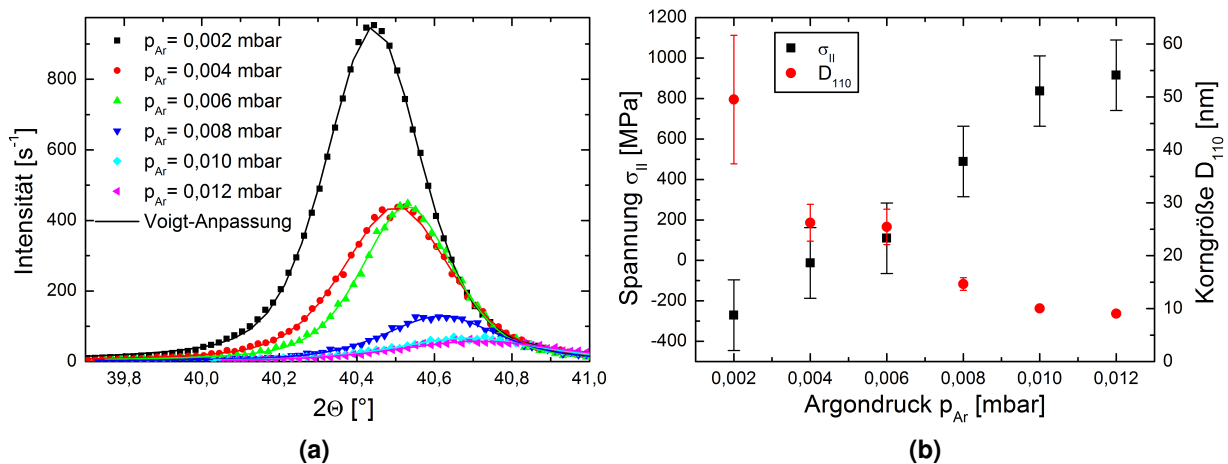 p_Ar = 0,002 mbar
p_Ar = 0,004 mbar
p_Ar = 0,006 mbar
p_Ar = 0,008 mbar
p_Ar = 0,010 mbar
p_Ar = 0,012 mbar
Voigt-Anpassung
Intensität [s⁻¹]
800
600
400
200
0
39,8 40,0 40,2 40,4 40,6 40,8 41,0
2Θ [°]
(a)
σ_II
D_110
Spannung σ_II [MPa]
1200
1000
800
600
400
200
0
-200
-400
Korngröße D_110 [nm]
60
50
40
30
20
10
0
0,002 0,004 0,006 0,008 0,010 0,012
Argondruck p_Ar [mbar]
(b)